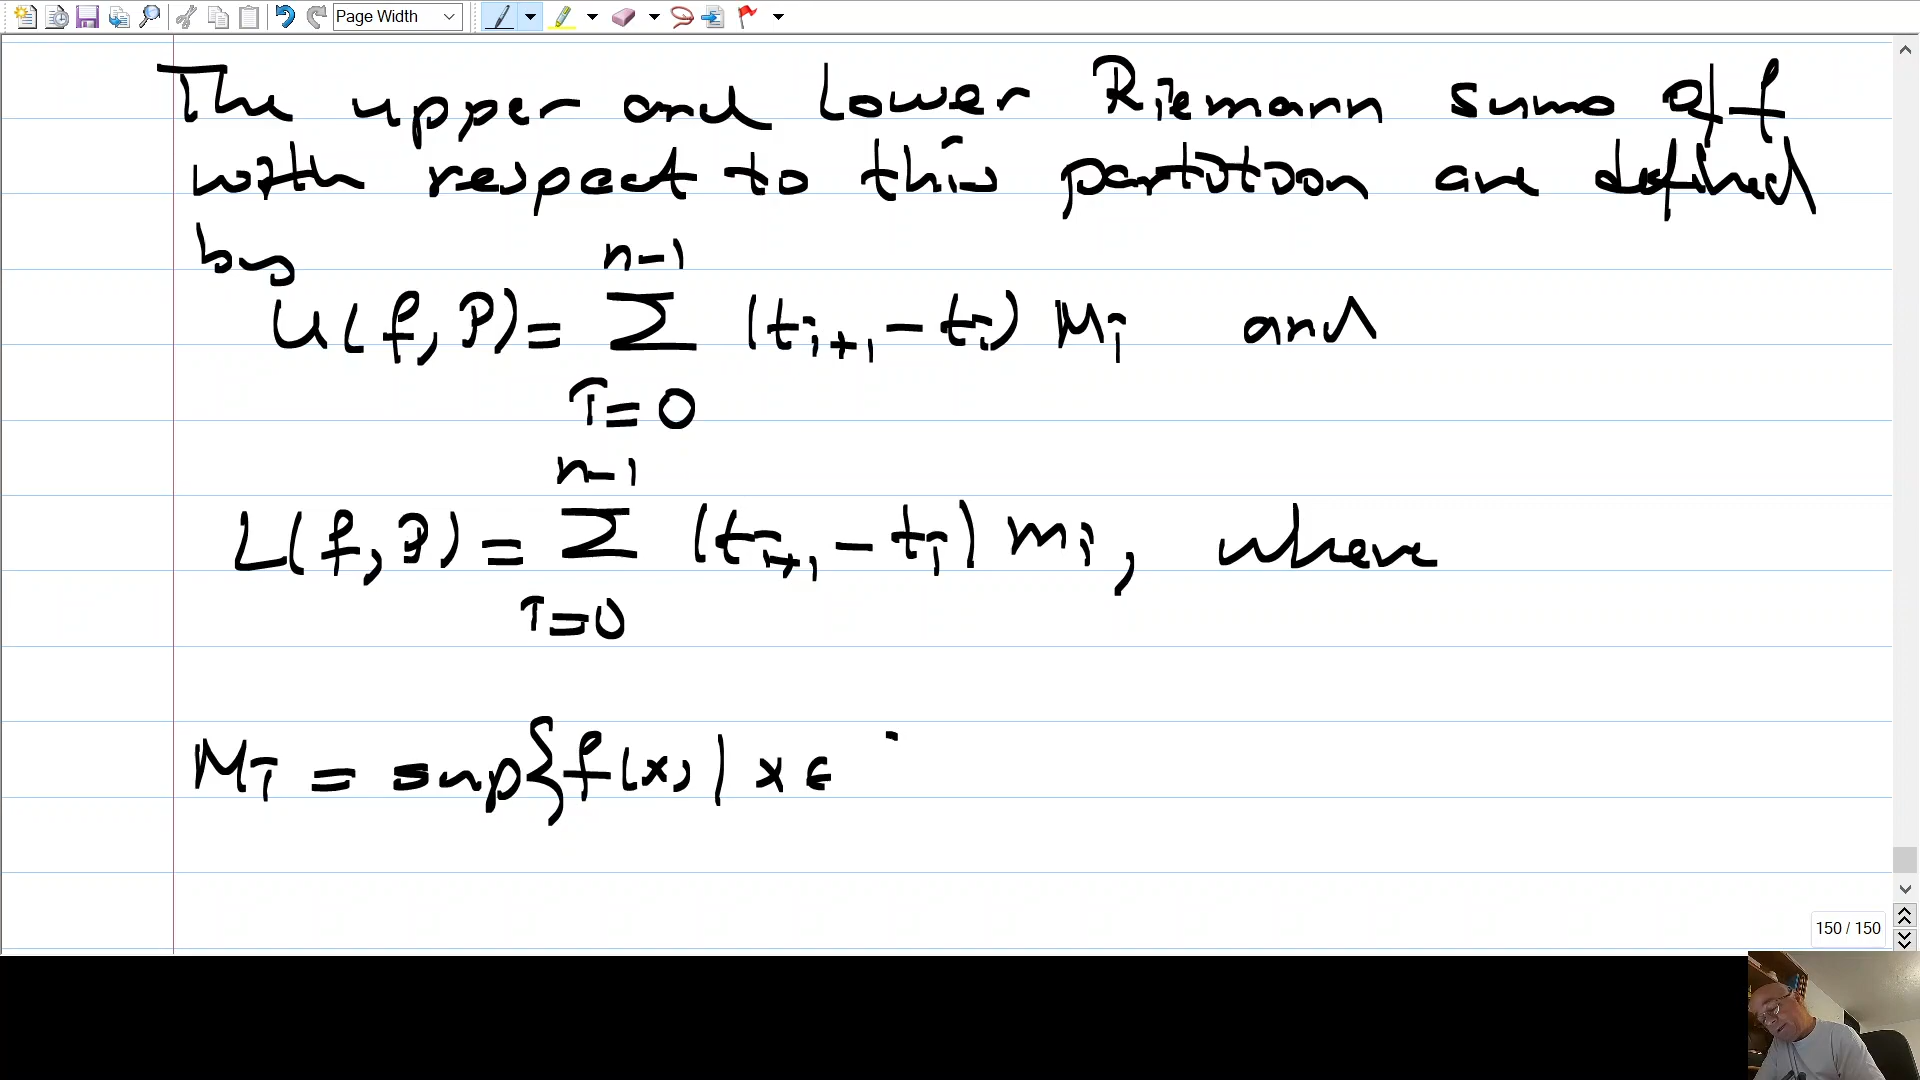 Page Width
The upper and lower Riemann sums of f
with respect to this partition are defined
by
n-1
U(f, P) = Σ (tᵢ₊₁ - tᵢ) Mᵢ and
i=0
n-1
L(f, P) = Σ (tᵢ₊₁ - tᵢ) mᵢ, where
i=0
Mᵢ = sup{f(x) | x ∈
150 / 150